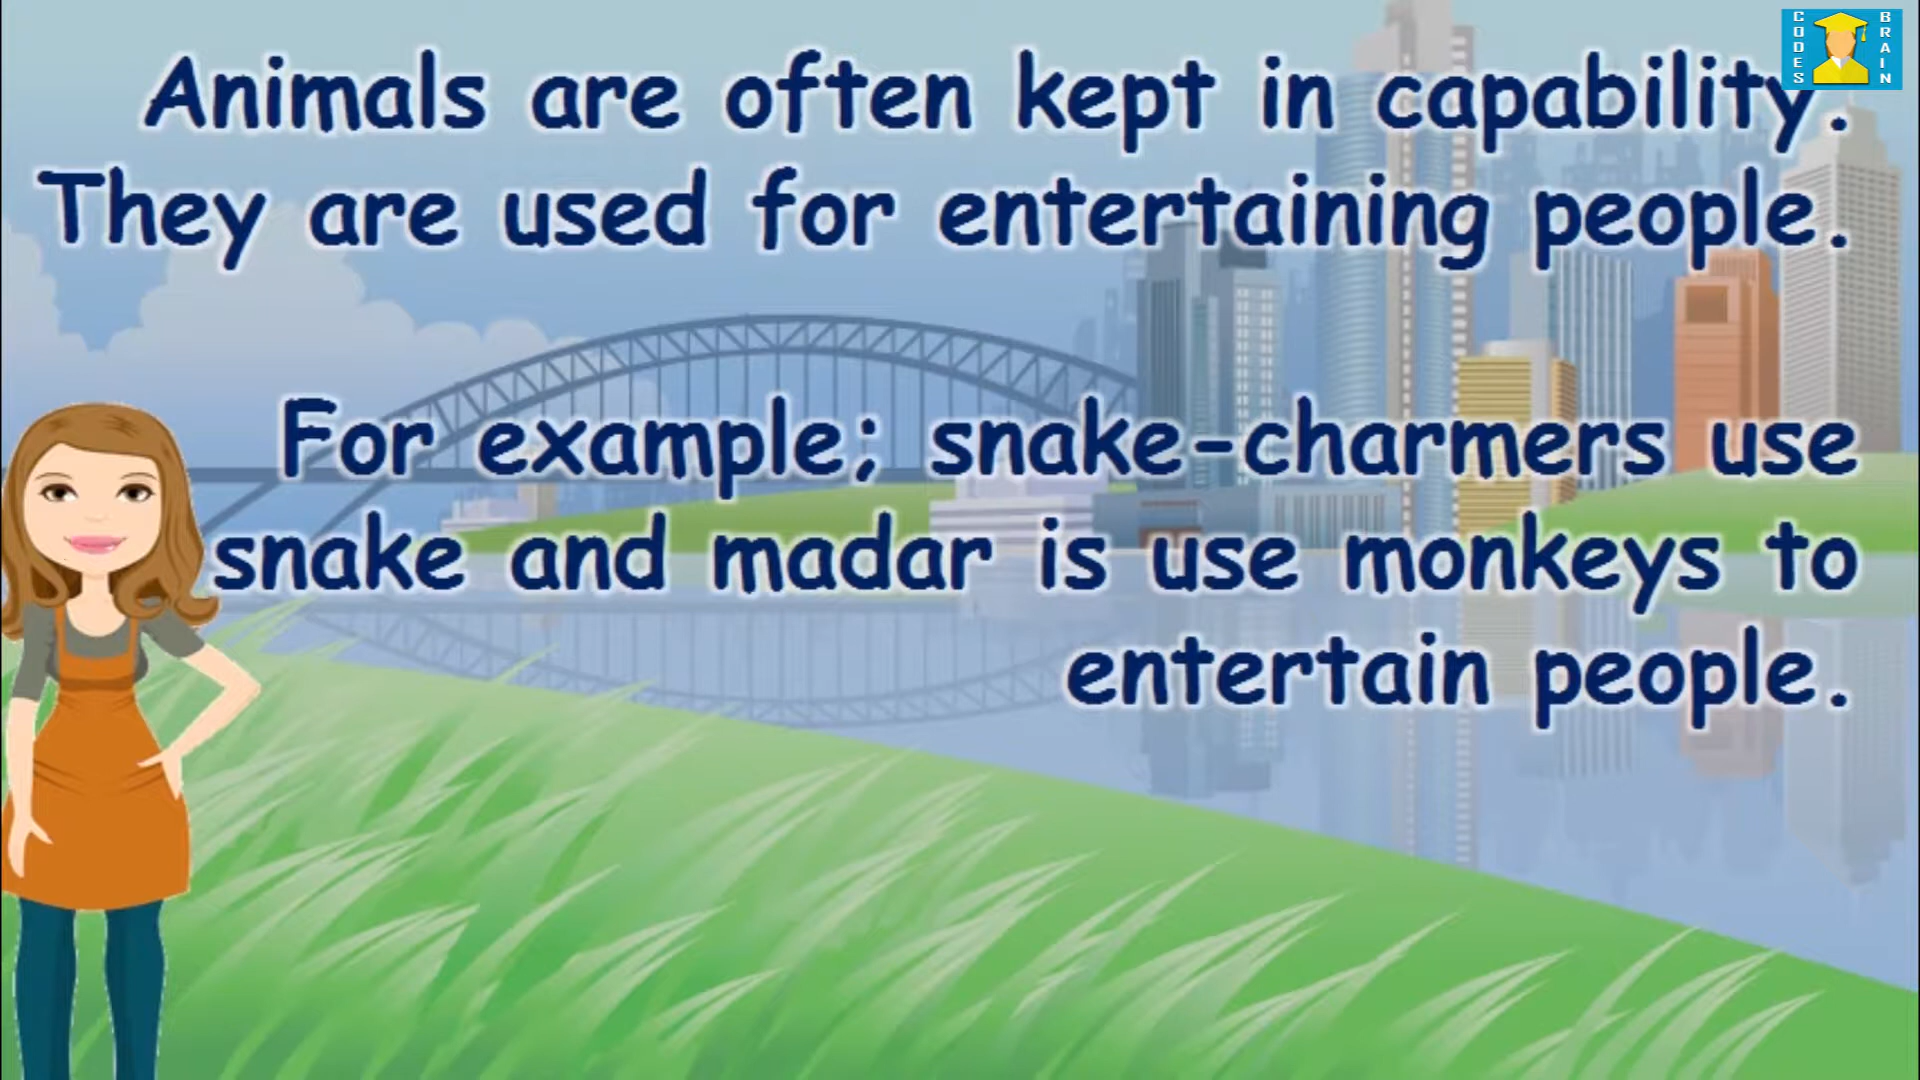 Animals are often kept in capability.
They are used for entertaining people.
For example; snake-charmers use
snake and madar is use monkeys to
entertain people.
CODES
BRAIN